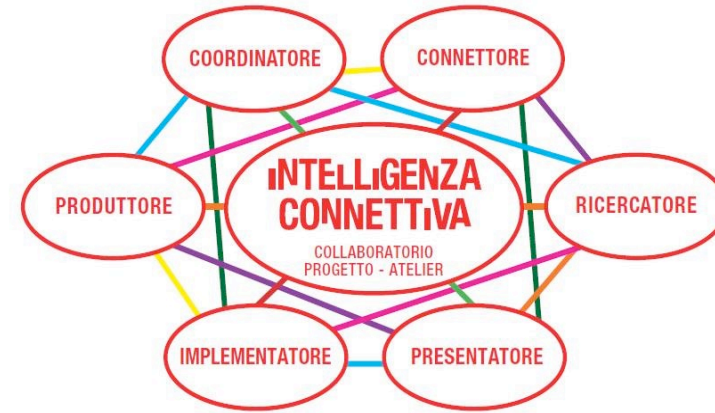 COORDINATORE
CONNETTORE
PRODUTTORE
INTELLIGENZA
CONNETTIVA
COLLABORATORIO
PROGETTO - ATELIER
RICERCATORE
IMPLEMENTATORE
PRESENTATORE